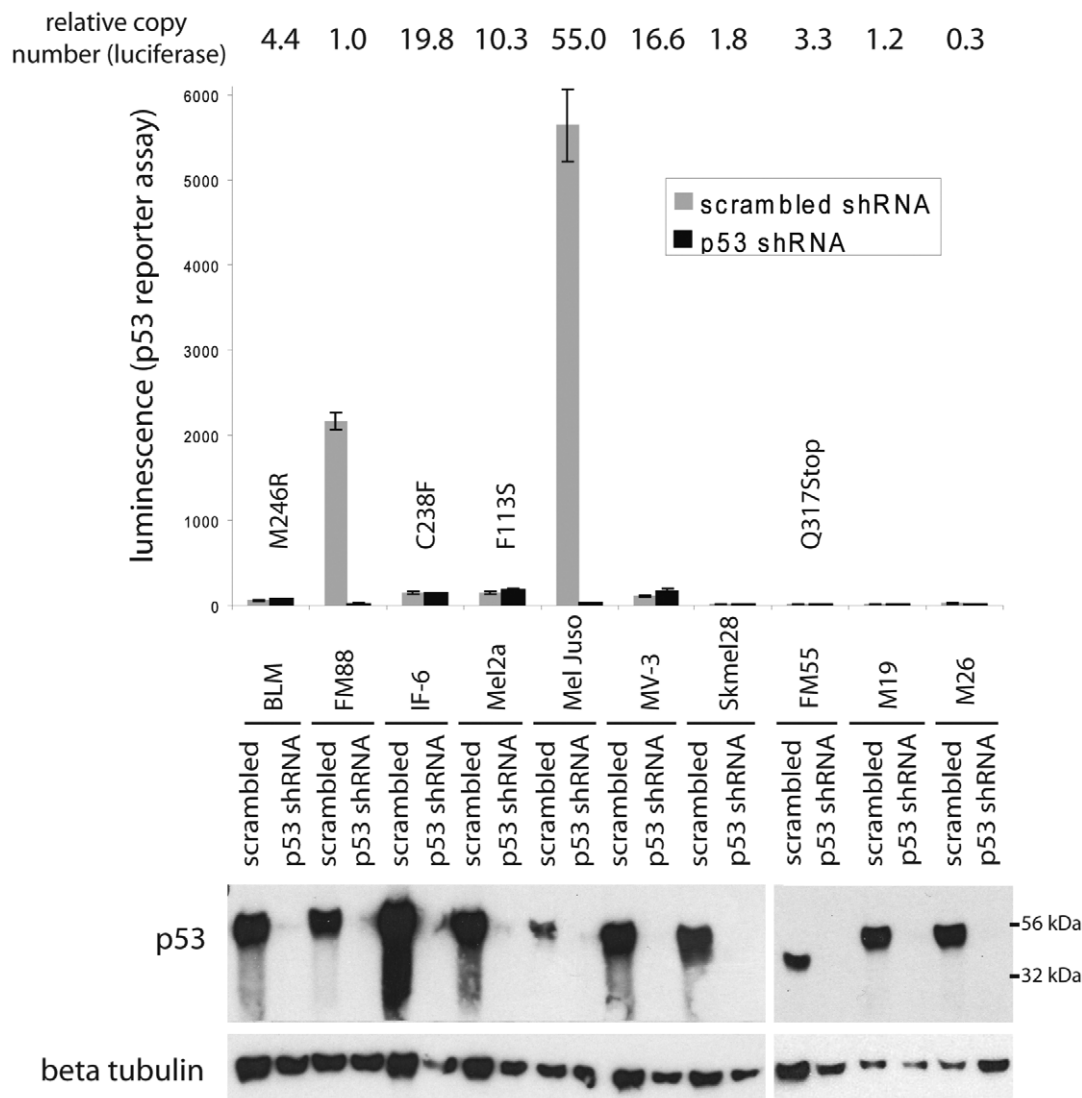 relative copy
number (luciferase)
4.4 1.0 19.8 10.3 55.0 16.6 1.8 3.3 1.2 0.3
luminescence (p53 reporter assay)
6000
5000
4000
3000
2000
1000
0
scrambled shRNA
p53 shRNA
M246R
C238F
F113S
Q317Stop
BLM
FM88
IF-6
Mel2a
Mel Juso
MV-3
Skmel28
FM55
M19
M26
scrambled
p53 shRNA
scrambled
p53 shRNA
scrambled
p53 shRNA
scrambled
p53 shRNA
scrambled
p53 shRNA
scrambled
p53 shRNA
scrambled
p53 shRNA
scrambled
p53 shRNA
scrambled
p53 shRNA
scrambled
p53 shRNA
p53
56 kDa
32 kDa
beta tubulin